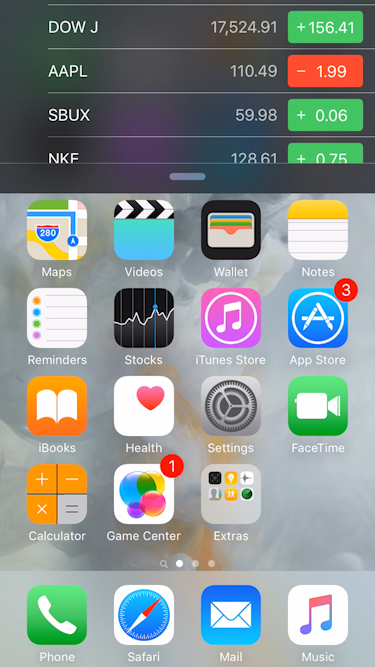 DOW J 17,524.91 +156.41
AAPL 110.49 − 1.99
SBUX 59.98 + 0.06
NKE 128.61 + 0.75
280
Maps Videos Wallet Notes
3
Reminders Stocks iTunes Store App Store
iBooks Health Settings FaceTime
1
Calculator Game Center Extras
Phone Safari Mail Music